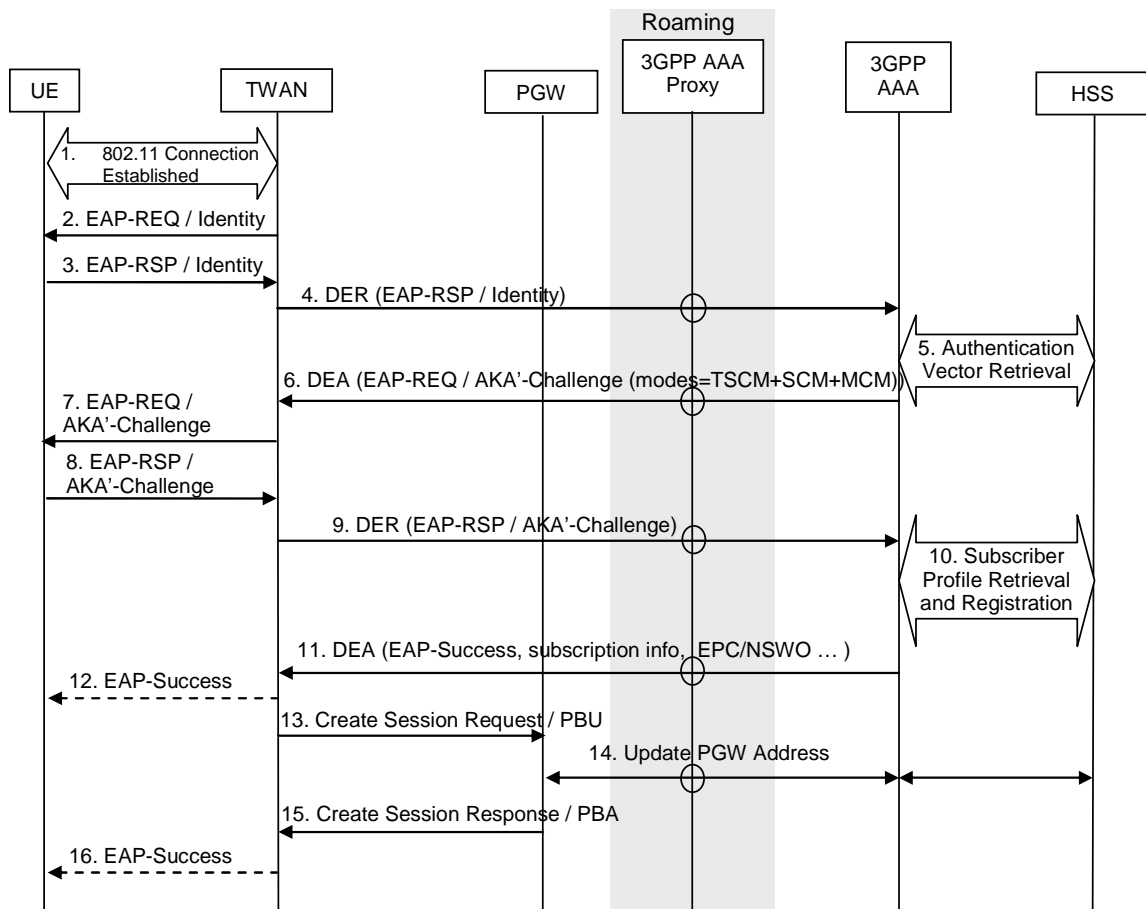 Roaming
UE
TWAN
PGW
3GPP AAA
Proxy
3GPP
AAA
HSS
1. 802.11 Connection
Established
2. EAP-REQ / Identity
3. EAP-RSP / Identity
4. DER (EAP-RSP / Identity)
5. Authentication
Vector Retrieval
6. DEA (EAP-REQ / AKA'-Challenge (modes=TSCM+SCM+MCM))
7. EAP-REQ /
AKA'-Challenge
8. EAP-RSP /
AKA'-Challenge
9. DER (EAP-RSP / AKA'-Challenge)
10. Subscriber
Profile Retrieval
and Registration
11. DEA (EAP-Success, subscription info, EPC/NSWO … )
12. EAP-Success
13. Create Session Request / PBU
14. Update PGW Address
15. Create Session Response / PBA
16. EAP-Success